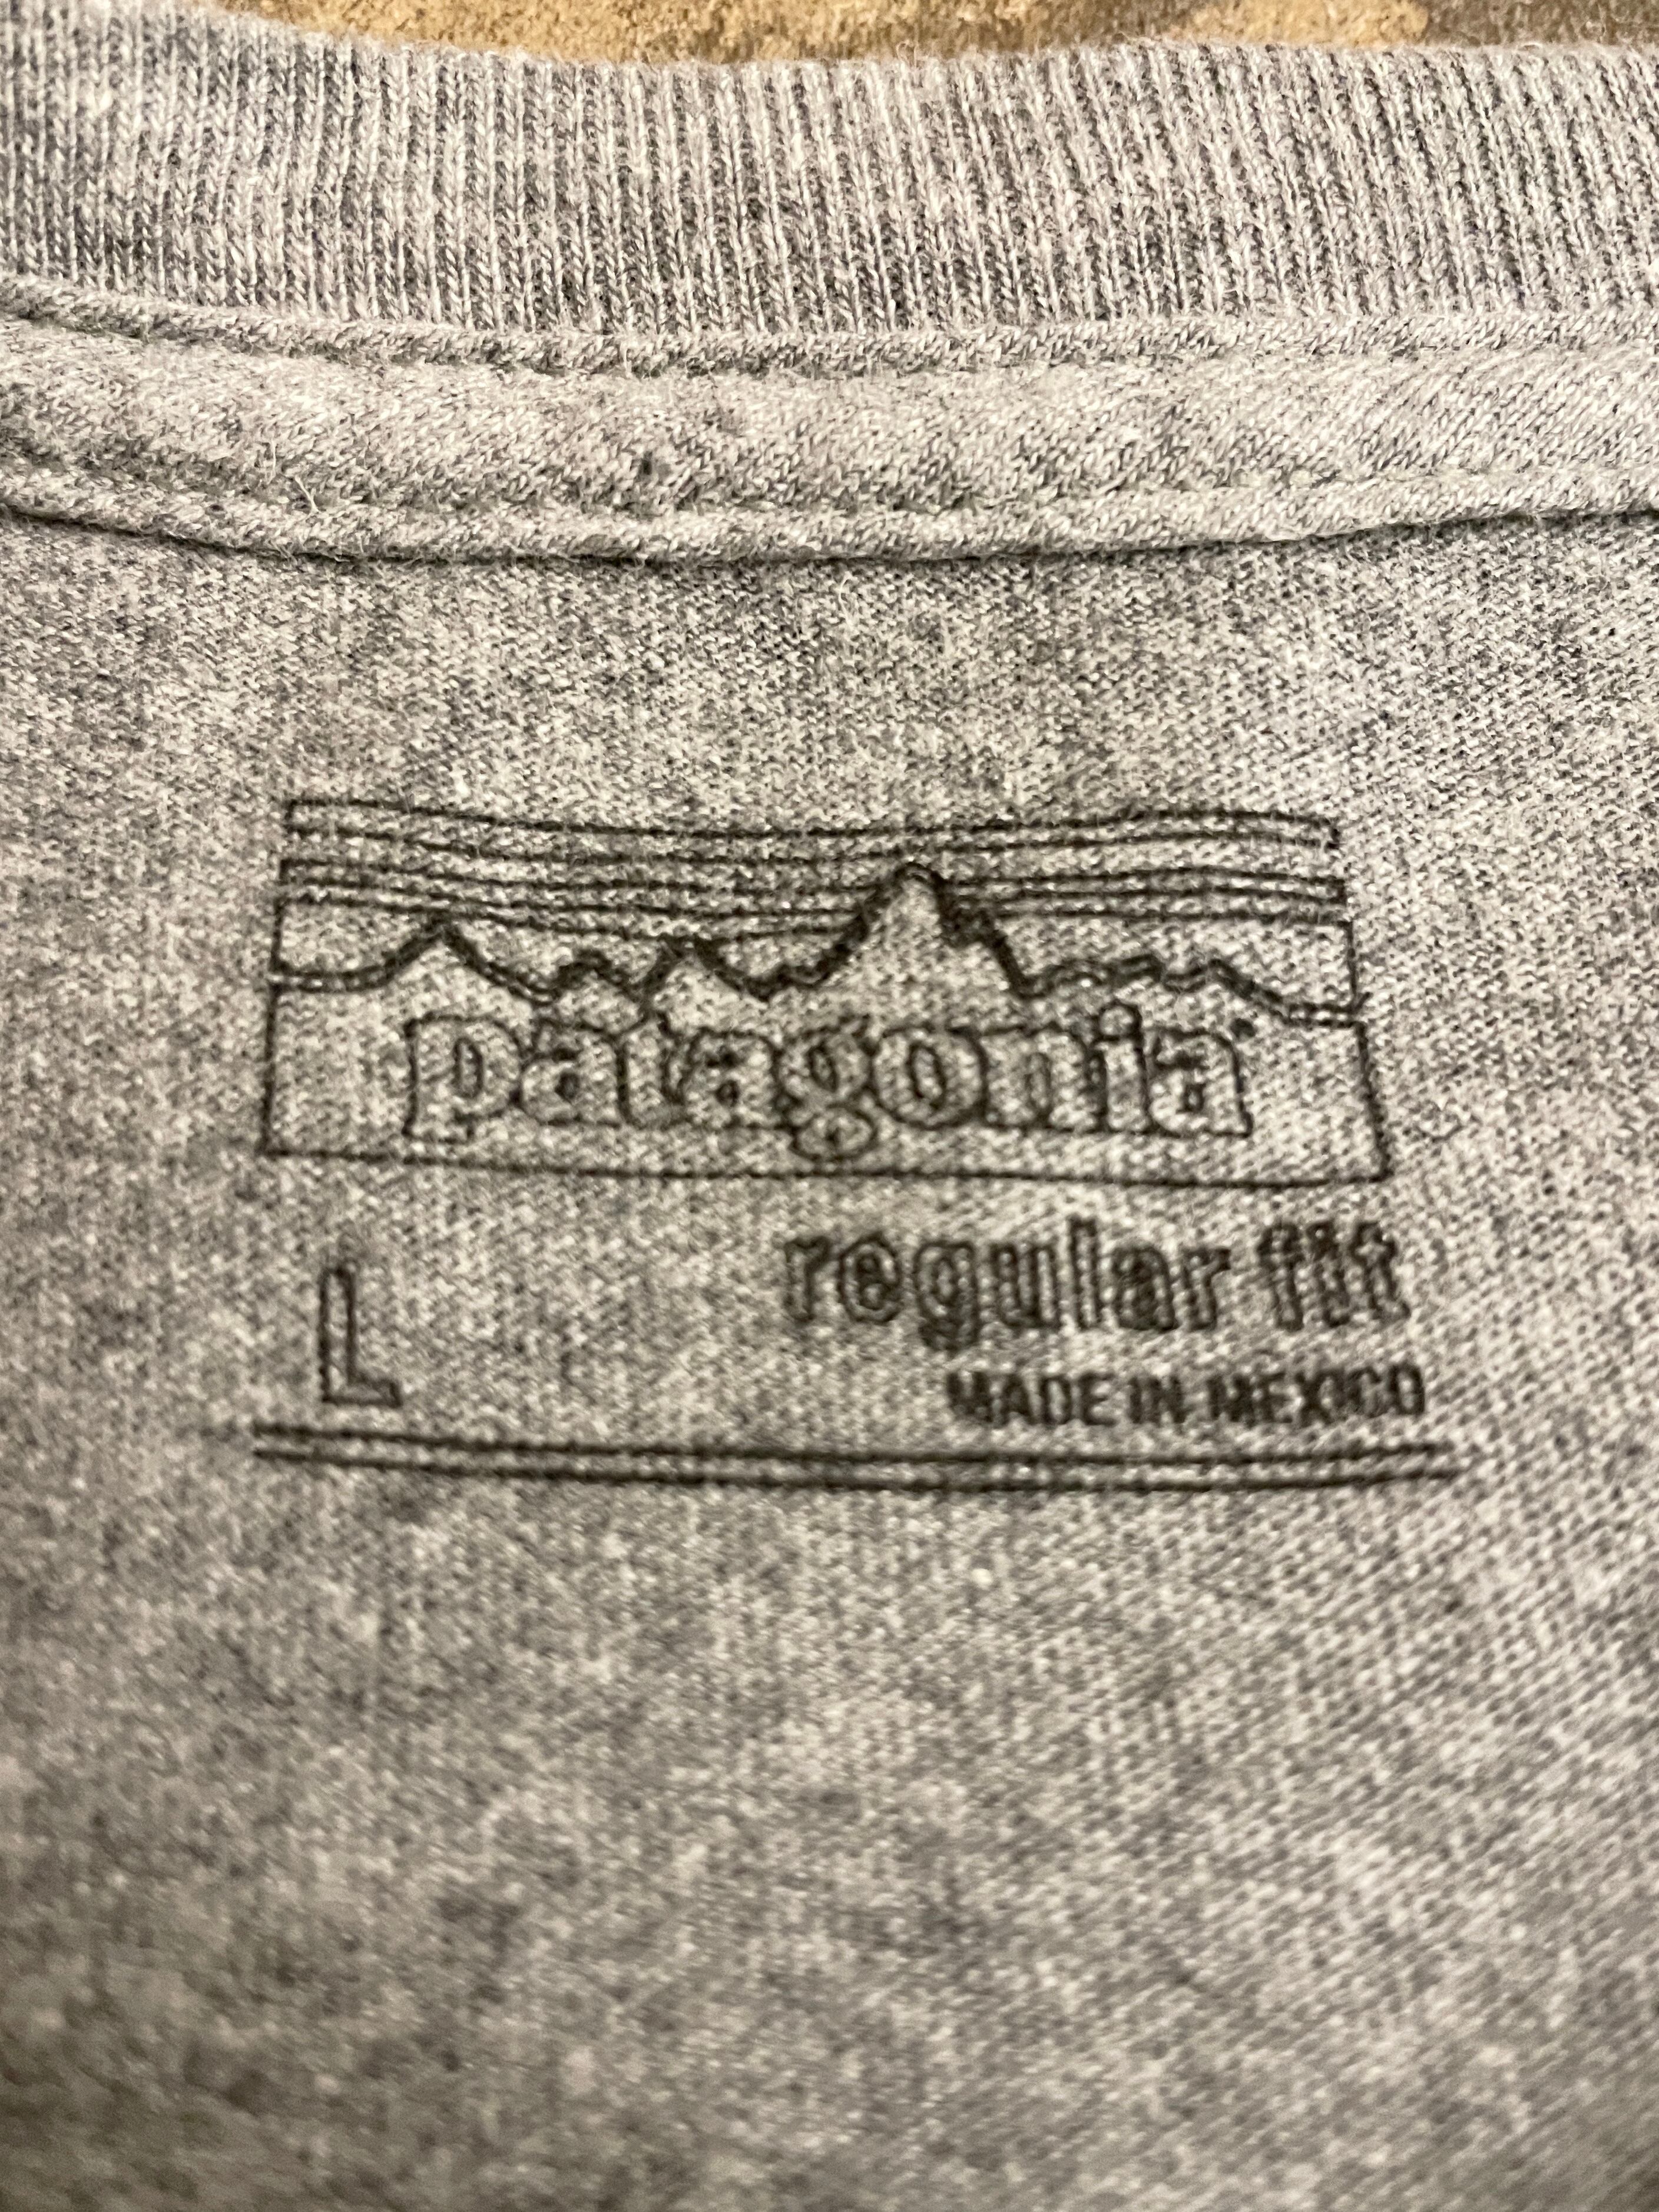 patagonia
L
regular fit
MADE IN MEXICO